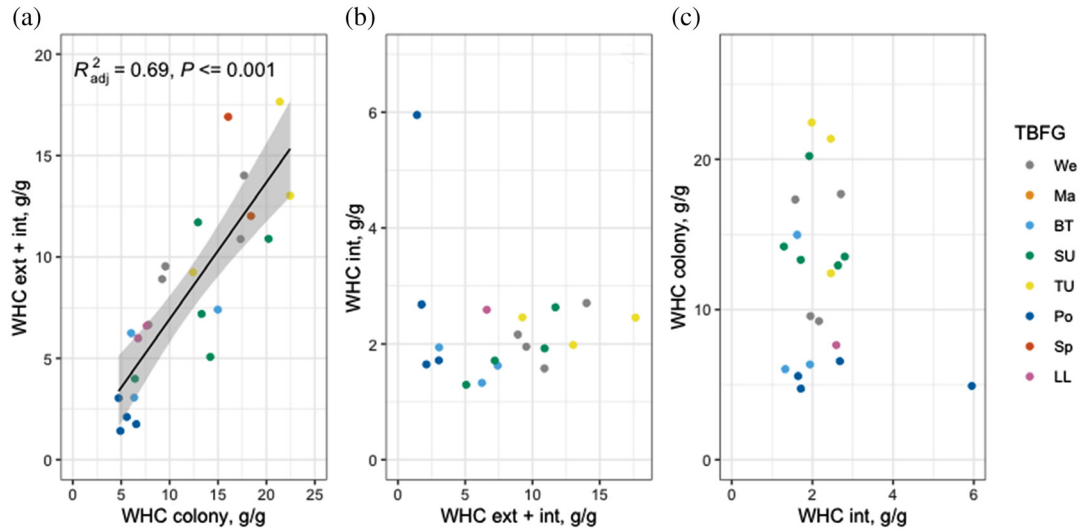 (a)
R²adj = 0.69, P <= 0.001
20
15
10
5
0
0 5 10 15 20 25
WHC ext + int, g/g
WHC colony, g/g
(b)
6
4
2
0
0 5 10 15
WHC int, g/g
WHC ext + int, g/g
(c)
20
10
0
0 2 4 6
WHC colony, g/g
WHC int, g/g
TBFG
We
Ma
BT
SU
TU
Po
Sp
LL